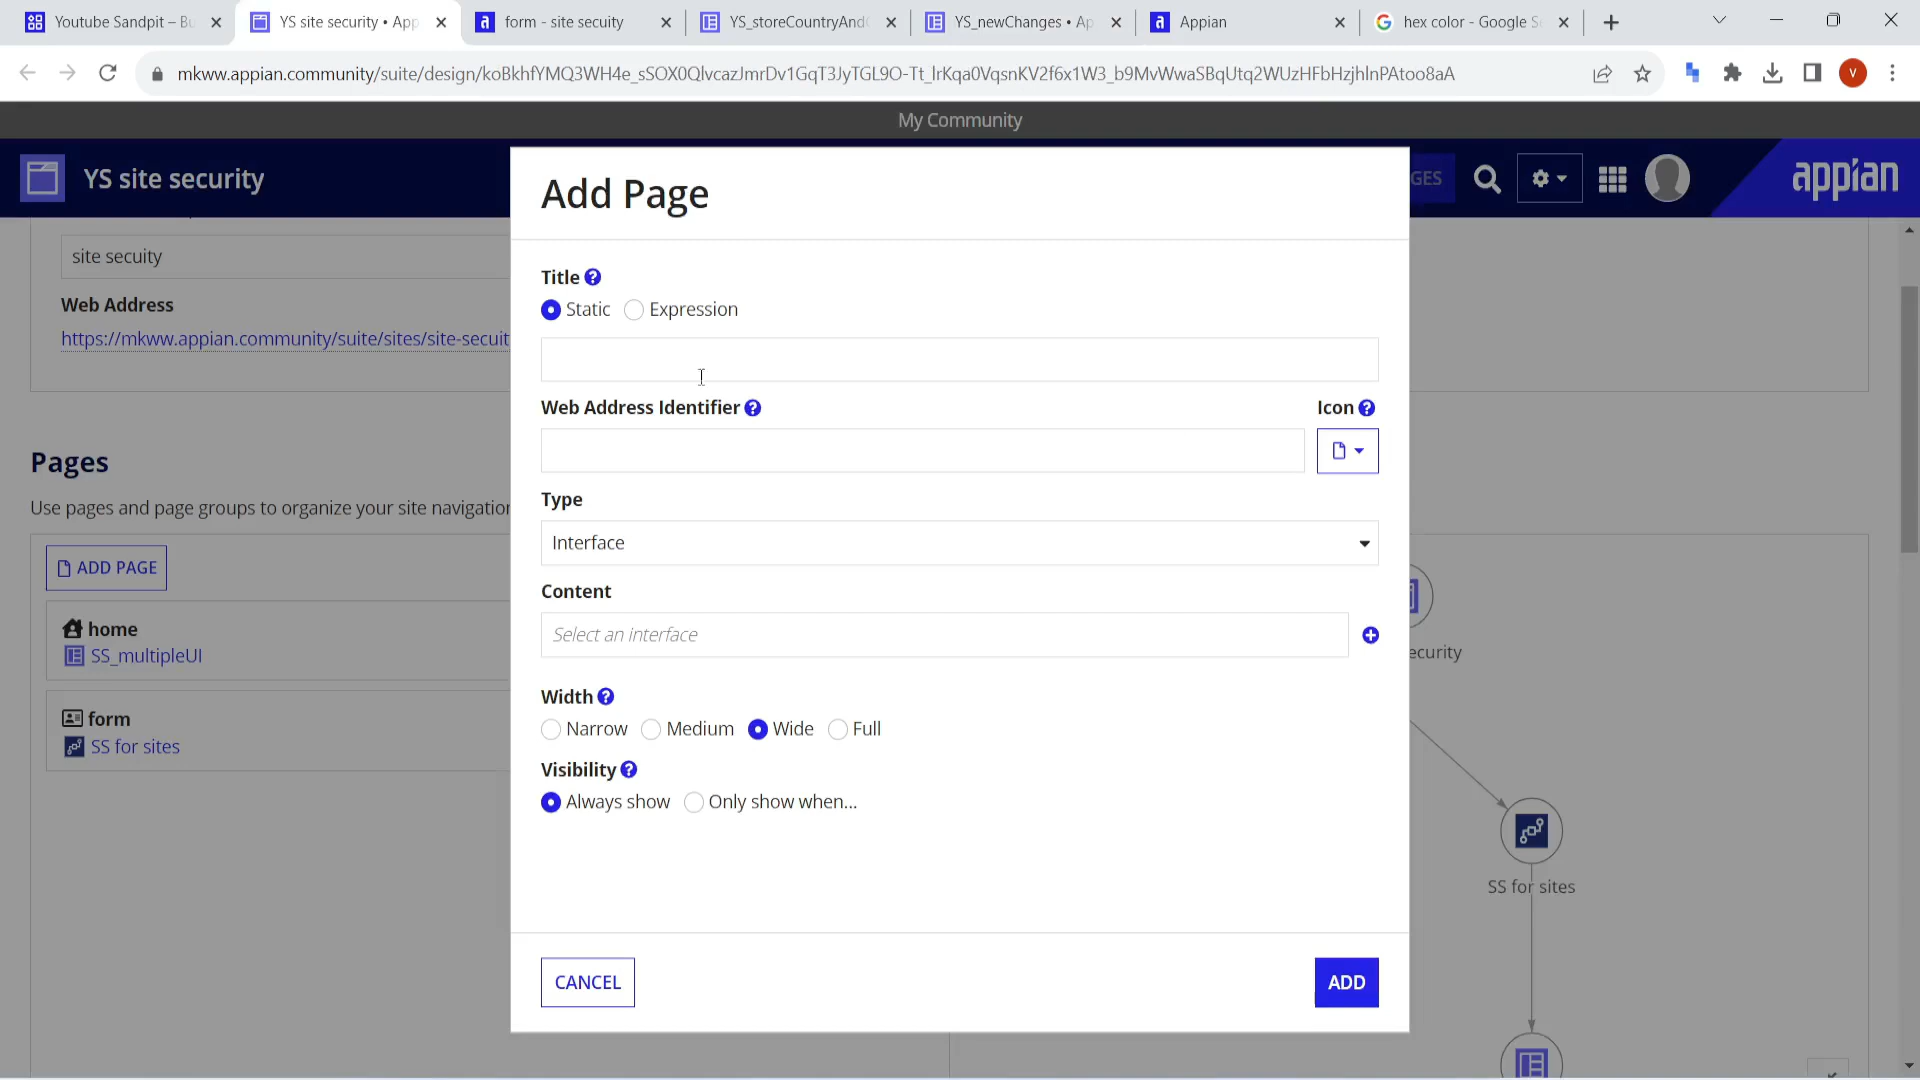 Youtube Sandpit – Bu
YS site security • App
form - site secuity
YS_storeCountryAnd
YS_newChanges • Ap
Appian
hex color - Google Se
mkww.appian.community/suite/design/koBkhfYMQ3WH4e_sSOX0QlvcazJmrDv1GqT3JyTGL9O-Tt_lrKqa0VqsnKV2f6x1W3_b9MvWwaSBqUtq2WUzHFbHzjhlnPAtoo8aA
V
My Community
YS site security
GES
appian
Add Page
site secuity
Web Address
https://mkww.appian.community/suite/sites/site-secuit
Title
Static
Expression
Web Address Identifier
Icon
Pages
Use pages and page groups to organize your site navigation
Type
Interface
ADD PAGE
Content
Select an interface
home
SS_multipleUI
ecurity
Width
Narrow
Medium
Wide
Full
form
SS for sites
Visibility
Always show
Only show when...
SS for sites
CANCEL
ADD